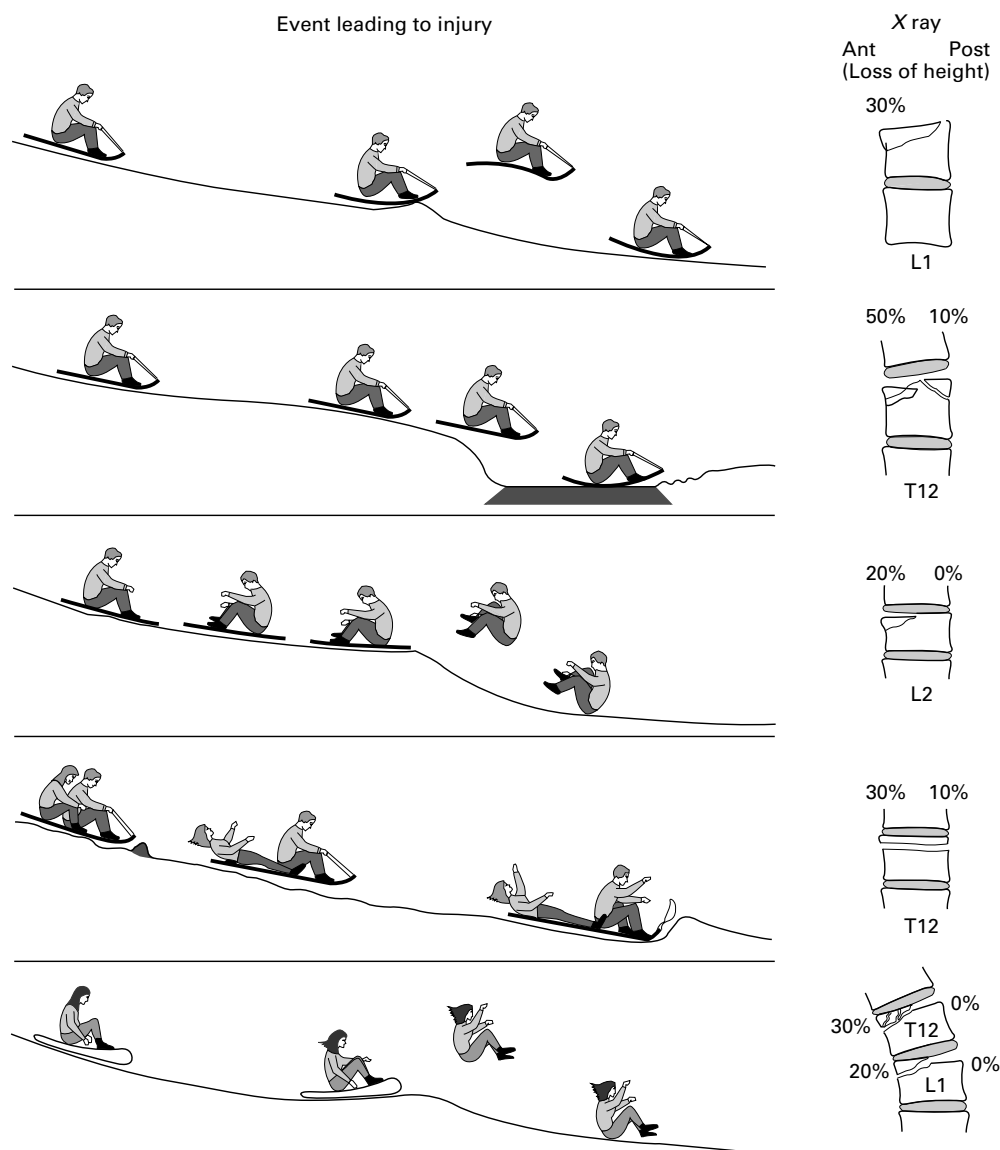 Event leading to injury
X ray
Ant Post
(Loss of height)
30%
L1
50% 10%
T12
20% 0%
L2
30% 10%
T12
0%
30% T12
20% 0%
L1